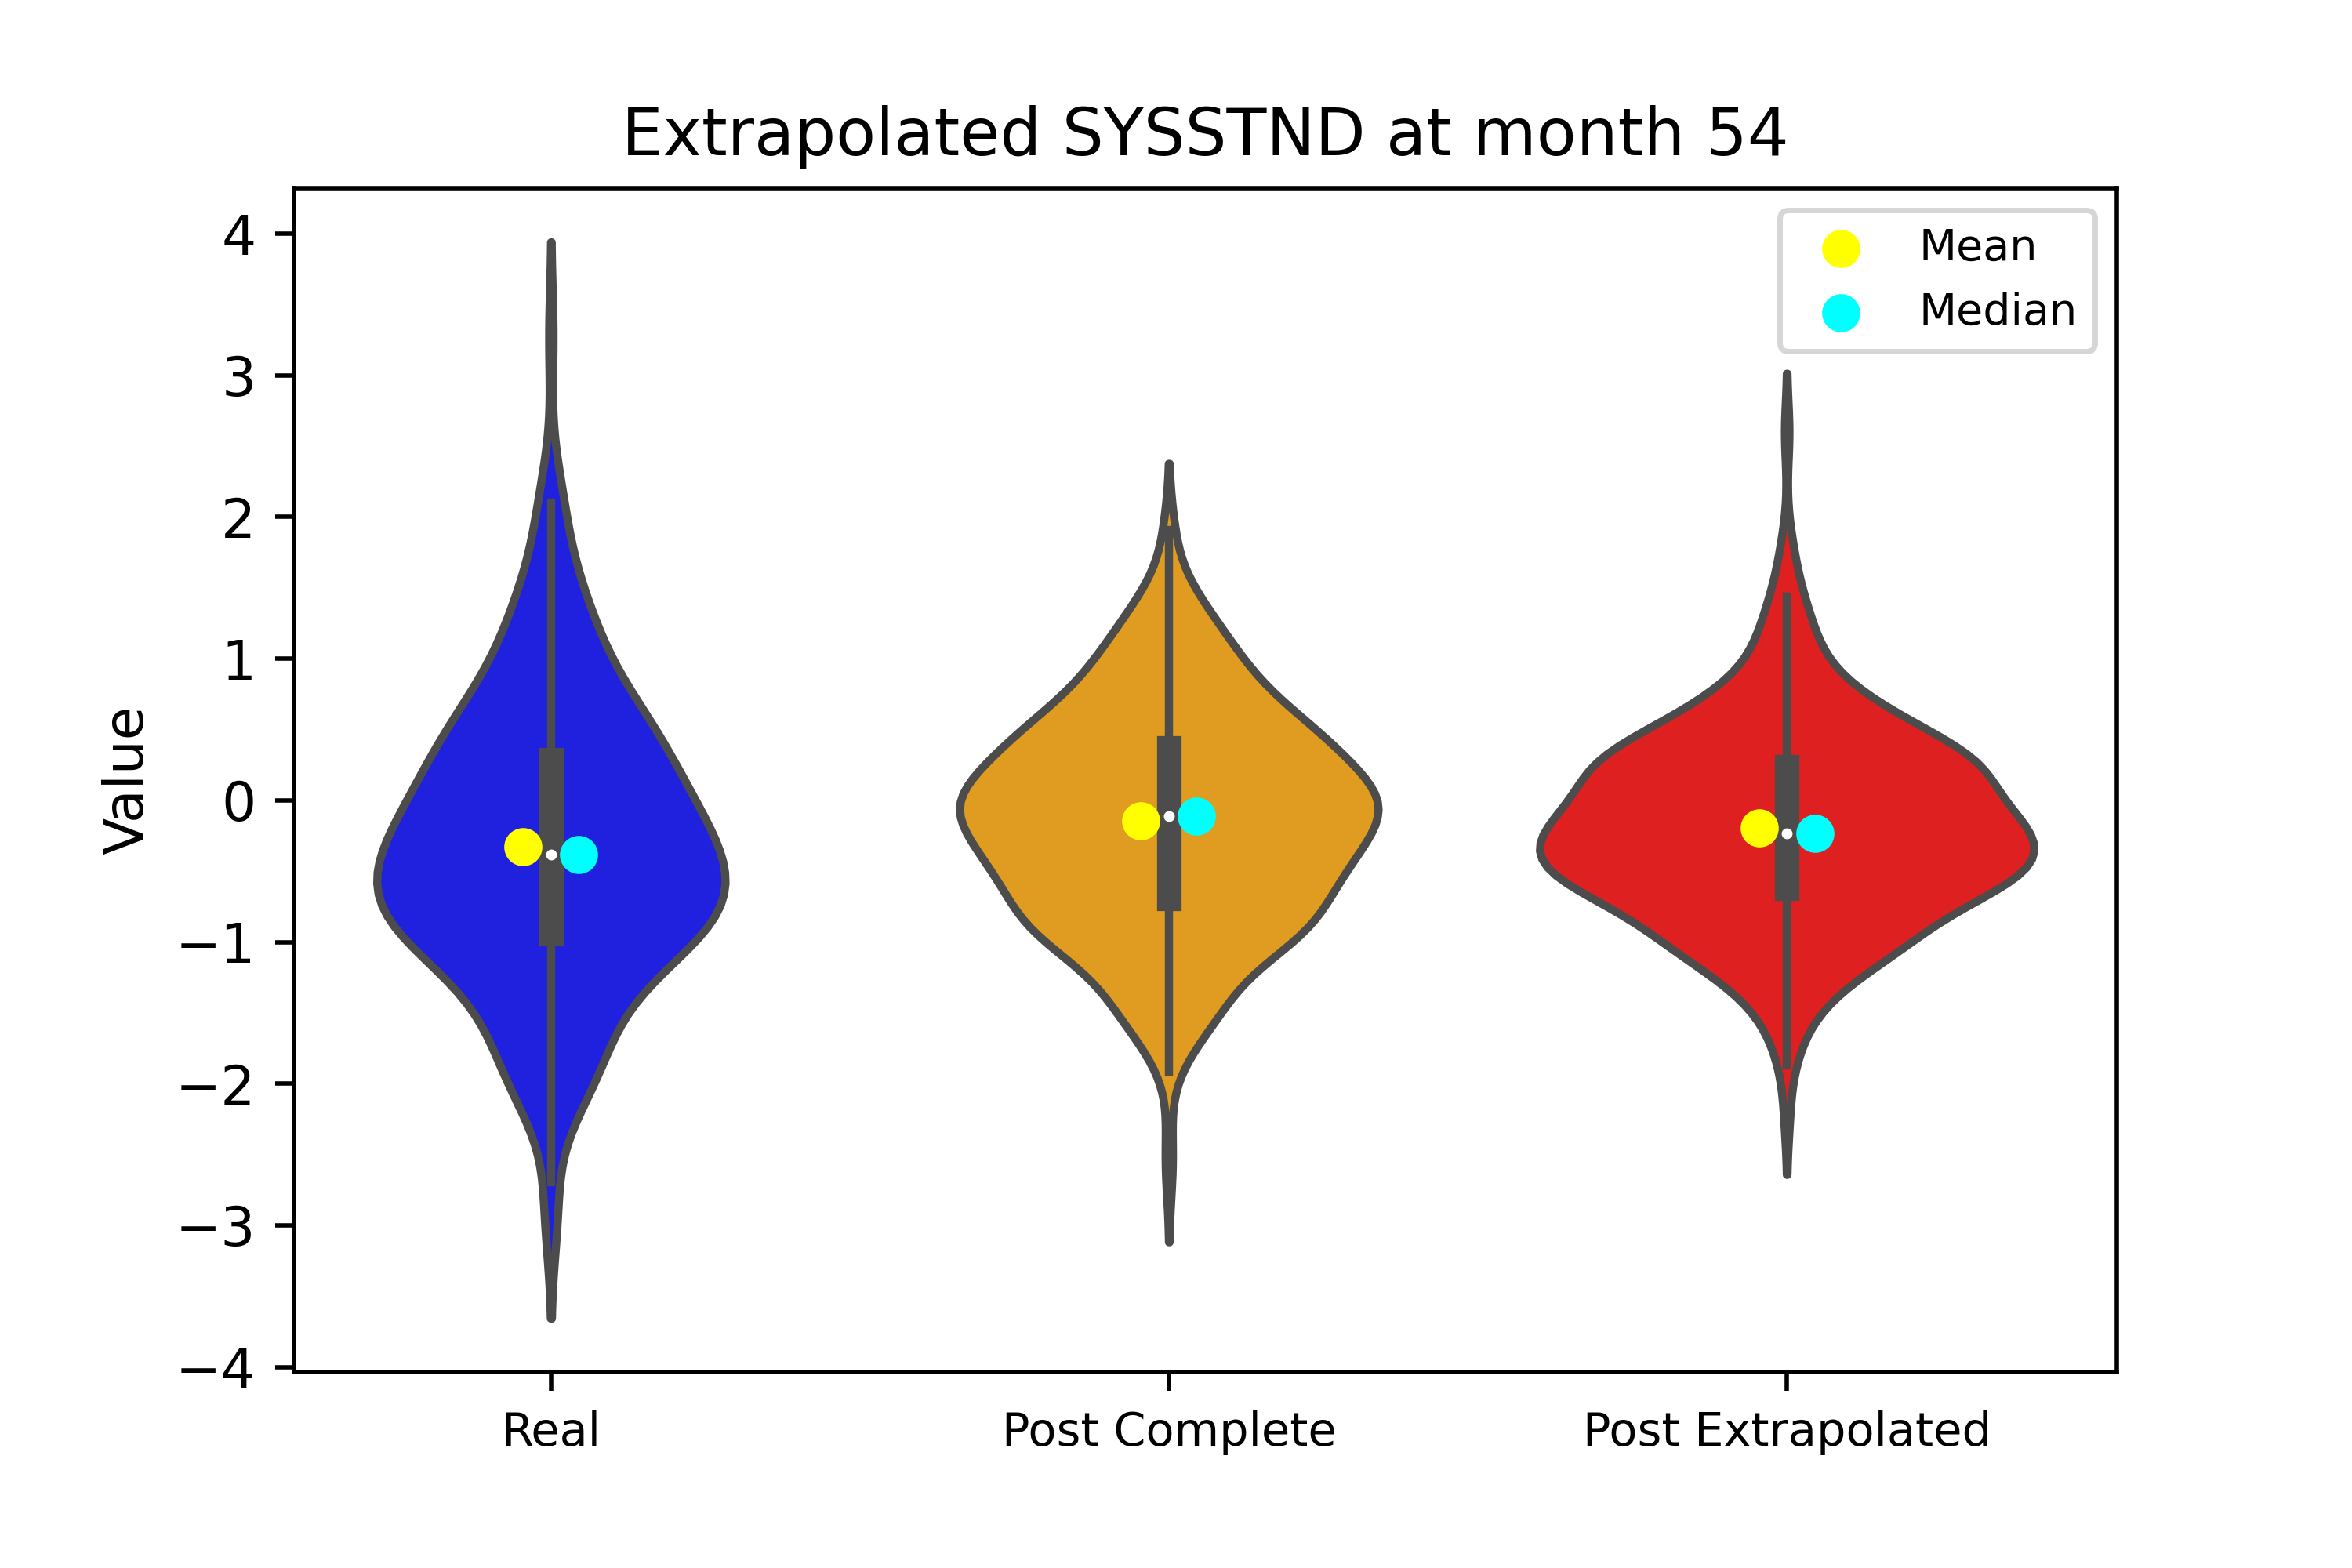 Extrapolated SYSSTND at month 54
Mean
Median
4
3
2
1
0
−1
−2
−3
−4
Value
Real
Post Complete
Post Extrapolated